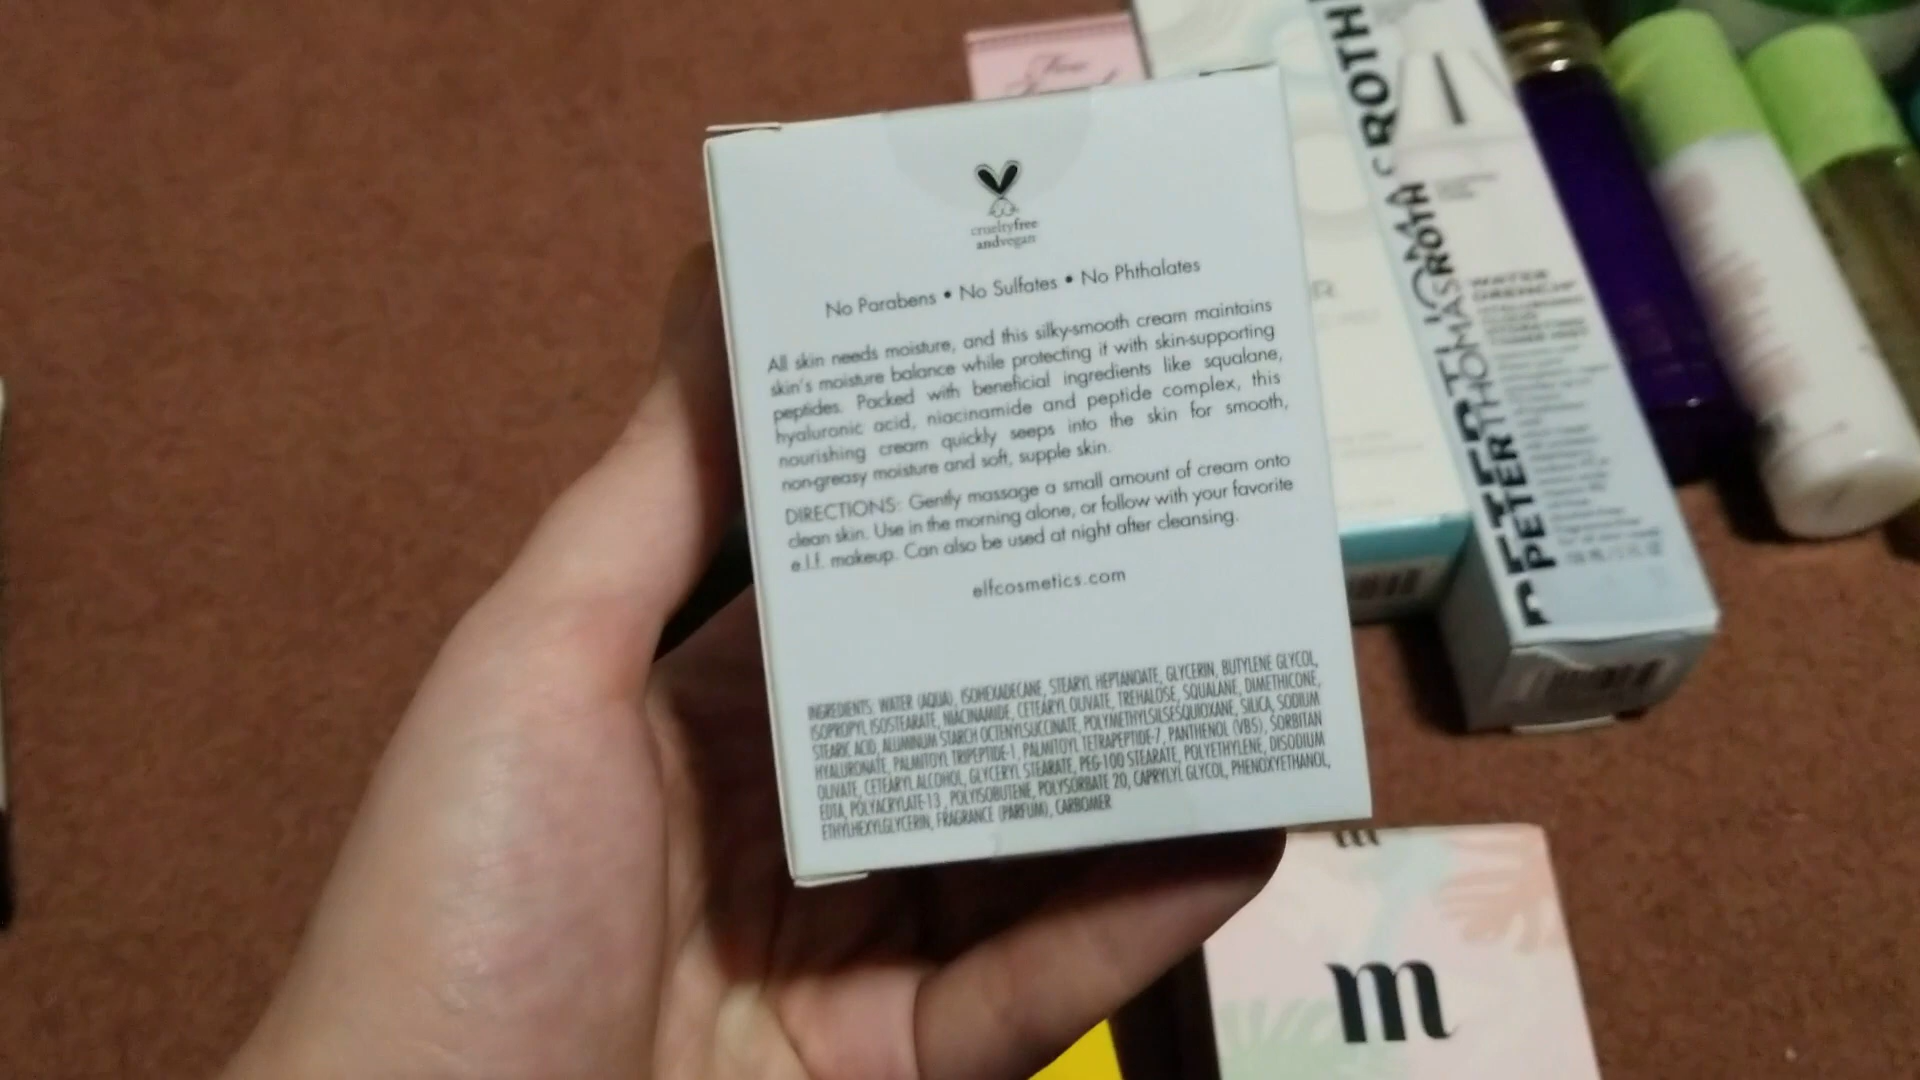 crueltyfree
andvegan
No Parabens • No Sulfates • No Phthalates
All skin needs moisture, and this silky-smooth cream maintains
skin's moisture balance while protecting it with skin-supporting
peptides. Packed with beneficial ingredients like squalane,
hyaluronic acid, niacinamide and peptide complex, this
nourishing cream quickly seeps into the skin for smooth,
non-greasy moisture and soft, supple skin.
DIRECTIONS: Gently massage a small amount of cream onto
clean skin. Use in the morning alone, or follow with your favorite
e.l.f. makeup. Can also be used at night after cleansing.
elfcosmetics.com
INGREDIENTS: WATER (AQUA), ISOHEXADECANE, STEARYL HEPTANOATE, GLYCERIN, BUTYLENE GLYCOL,
ISOPROPYL ISOSTEARATE, NIACINAMIDE, CETEARYL OLIVATE, TREHALOSE, SQUALANE, DIMETHICONE,
STEARIC ACID, ALUMINUM STARCH OCTENYLSUCCINATE, POLYMETHYLSILSESQUIOXANE, SILICA, SODIUM
HYALURONATE, PALMITOYL TRIPEPTIDE-1, PALMITOYL TETRAPEPTIDE-7, PANTHENOL (VB5), SORBITAN
OLIVATE, CETEARYL ALCOHOL, GLYCERYL STEARATE, PEG-100 STEARATE, POLYETHYLENE, DISODIUM
EDTA, POLYACRYLATE-13 , POLYISOBUTENE, POLYSORBATE 20, CAPRYLYL GLYCOL, PHENOXYETHANOL,
ETHYLHEXYLGLYCERIN, FRAGRANCE (PARFUM), CARBOMER
PETER THOMAS ROTH
WATER
DRENCH
m